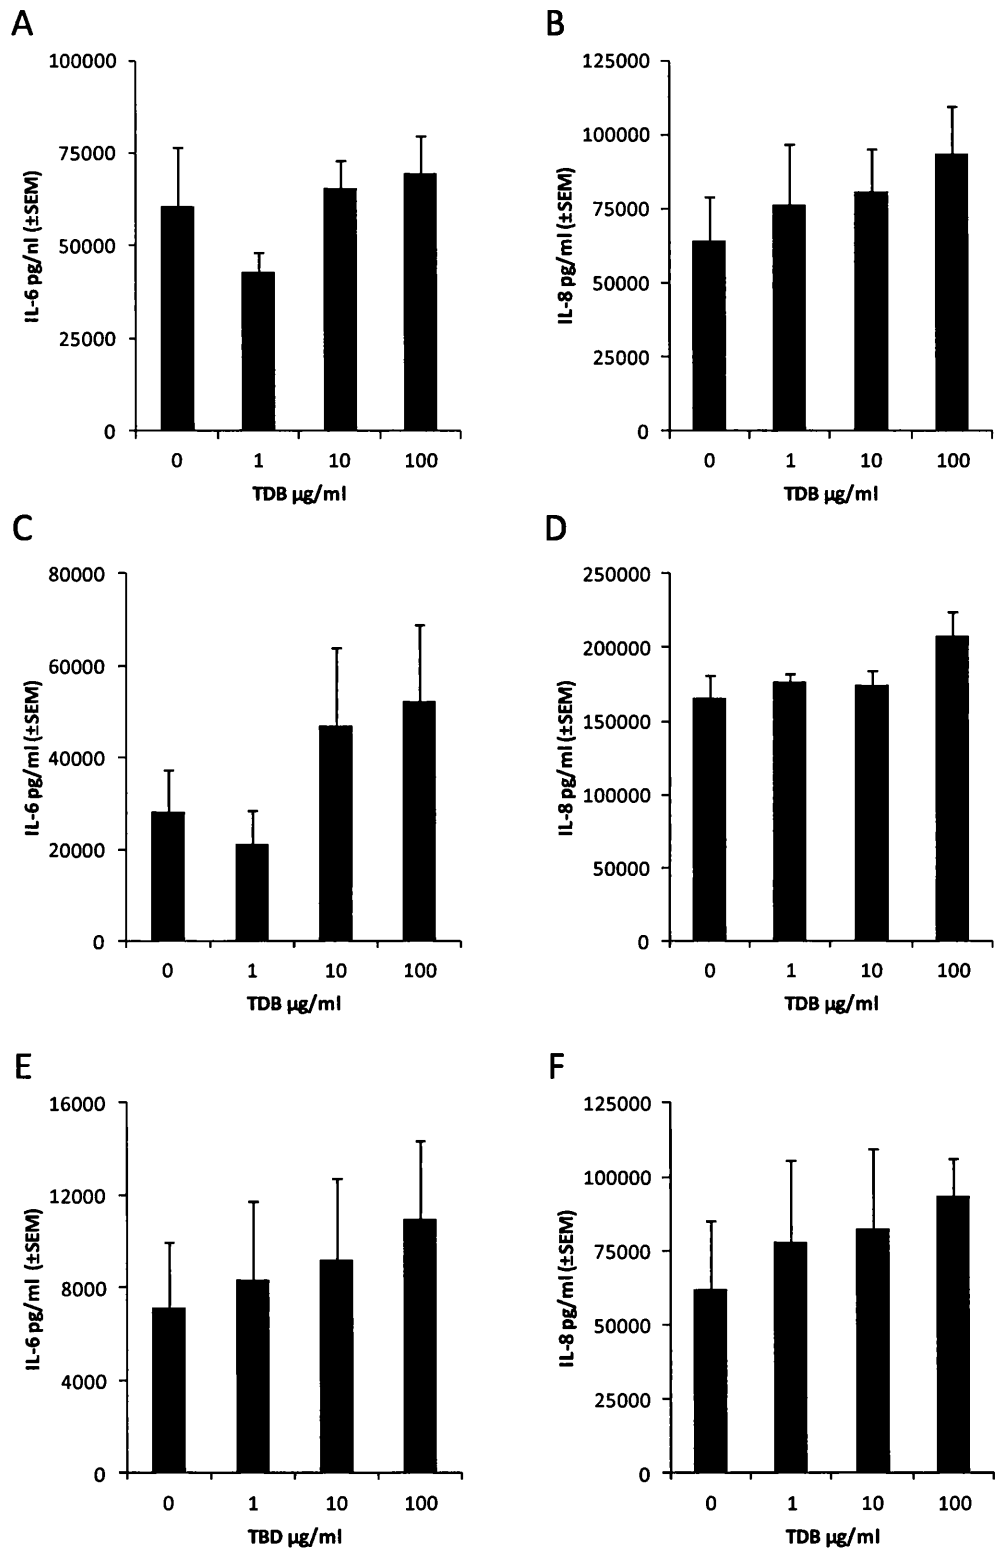 A
100000
75000
50000
25000
0
IL-6 pg/nl (±SEM)
0 1 10 100
TDB µg/ml
B
125000
100000
75000
50000
25000
0
IL-8 pg/ml (±SEM)
0 1 10 100
TDB µg/ml
C
80000
60000
40000
20000
0
IL-6 pg/ml (±SEM)
0 1 10 100
TDB µg/ml
D
250000
200000
150000
100000
50000
0
IL-8 pg/ml (±SEM)
0 1 10 100
TDB µg/ml
E
16000
12000
8000
4000
0
IL-6 pg/ml (±SEM)
0 1 10 100
TBD µg/ml
F
125000
100000
75000
50000
25000
0
IL-8 pg/ml (±SEM)
0 1 10 100
TDB µg/ml